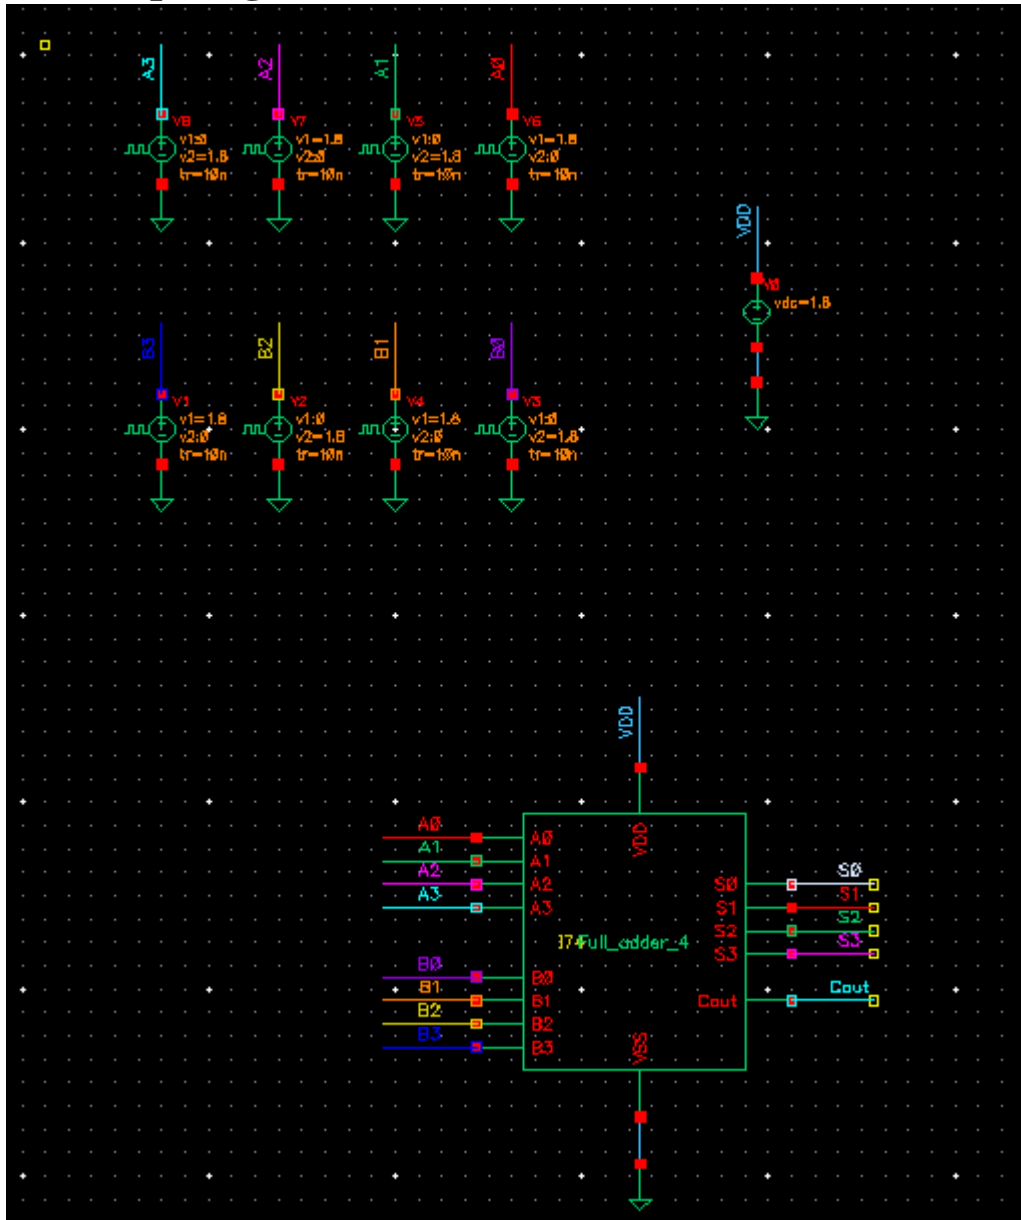 A3 A2 A1 A0
V8 V7 V5 V6
v1:0 v1=1.8 v1:0 v1=1.8
v2=1.8 v2:0 v2=1.8 v2:0
tr=10n tr=10n tr=10n tr=10n
VDD
V0
vdc=1.8
B3 B2 B1 B0
V1 V2 V4 V3
v1=1.8 v1:0 v1=1.8 v1:0
v2:0 v2=1.8 v2:0 v2=1.8
tr=10n tr=10n tr=10n tr=10n
VDD
VDD
A0 A0
A1 A1
A2 A2
A3 A3
S0 S0
S1 S1
S2 S2
S3 S3
Full_adder_4
B0 B0
B1 B1
B2 B2
B3 B3
Cout Cout
VSS